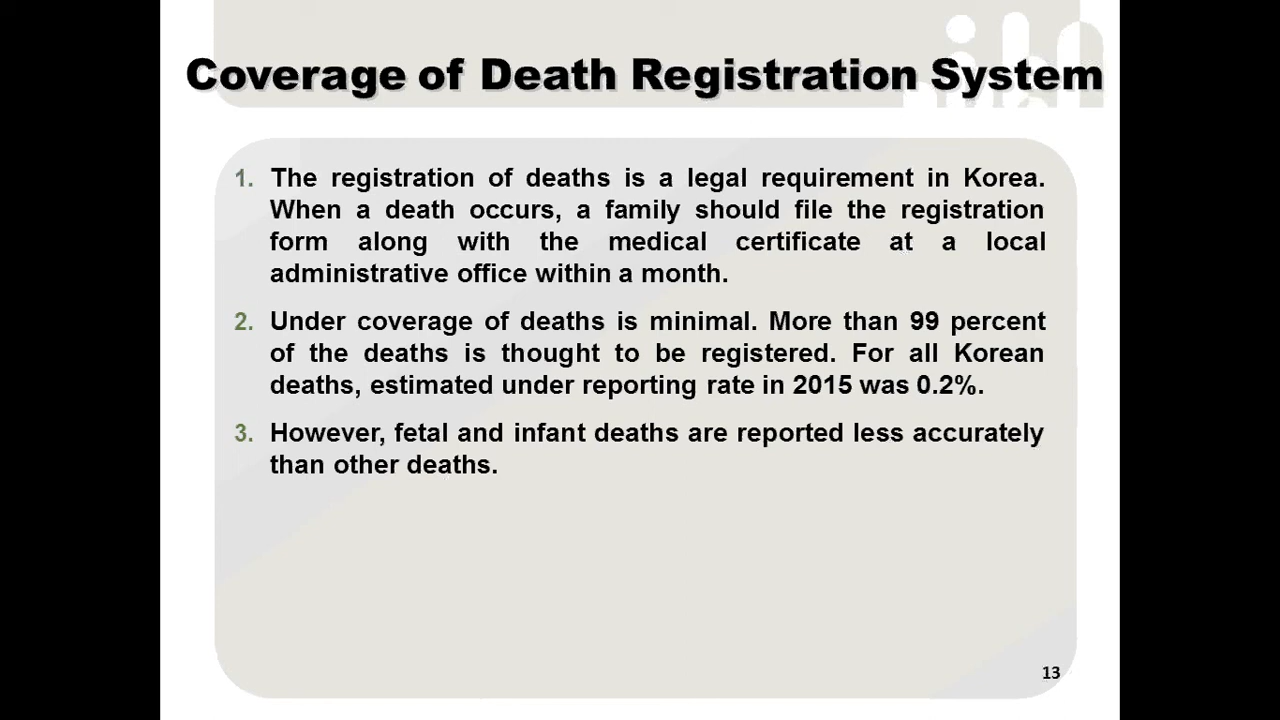 Coverage of Death Registration System
1. The registration of deaths is a legal requirement in Korea.
When a death occurs, a family should file the registration
form along with the medical certificate at a local
administrative office within a month.
2. Under coverage of deaths is minimal. More than 99 percent
of the deaths is thought to be registered. For all Korean
deaths, estimated under reporting rate in 2015 was 0.2%.
3. However, fetal and infant deaths are reported less accurately
than other deaths.
13